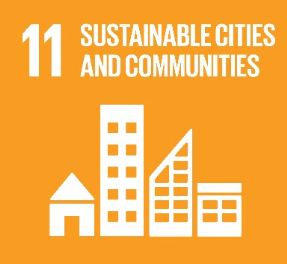 11 SUSTAINABLE CITIES
AND COMMUNITIES